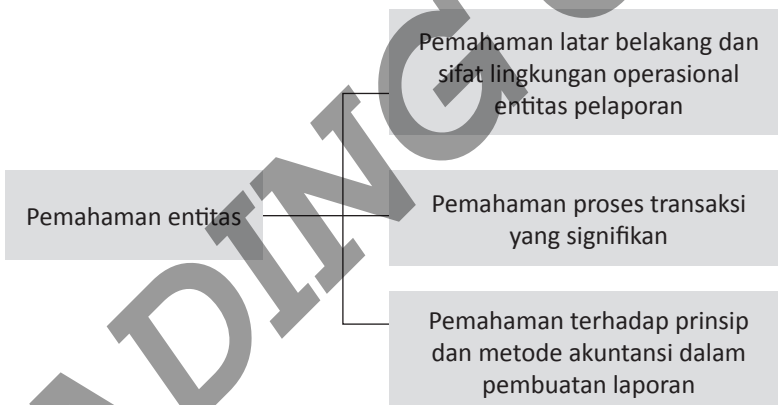 Pemahaman latar belakang dan
sifat lingkungan operasional
entitas pelaporan
Pemahaman entitas
Pemahaman proses transaksi
yang signifikan
Pemahaman terhadap prinsip
dan metode akuntansi dalam
pembuatan laporan
ADING